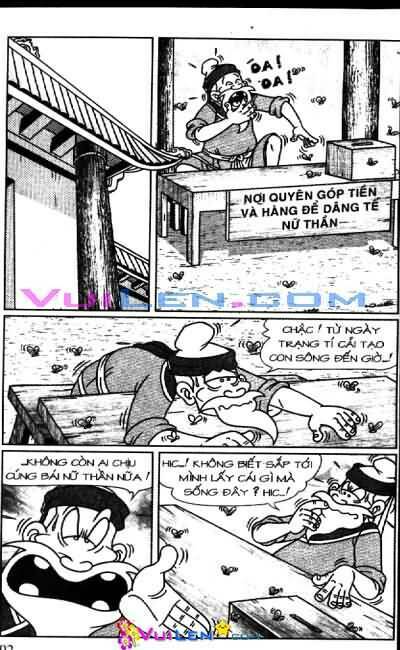 OA!
OA!
NƠI QUYÊN GÓP TIỀN
VÀ HÀNG ĐỂ DÂNG TẾ
NỮ THẦN
VUILEN.COM
CHẬC! TỪ NGÀY
TRẠNG TÍ CẢI TẠO
CON SÔNG ĐẾN GIỜ...!
...KHÔNG CÒN AI CHỊU
CÚNG BÁI NỮ THẦN NỮA!
HIC...! KHÔNG BIẾT SẮP TỚI
MÌNH LẤY CÁI GÌ MÀ
SỐNG ĐÂY? HIC...!
VUILEN